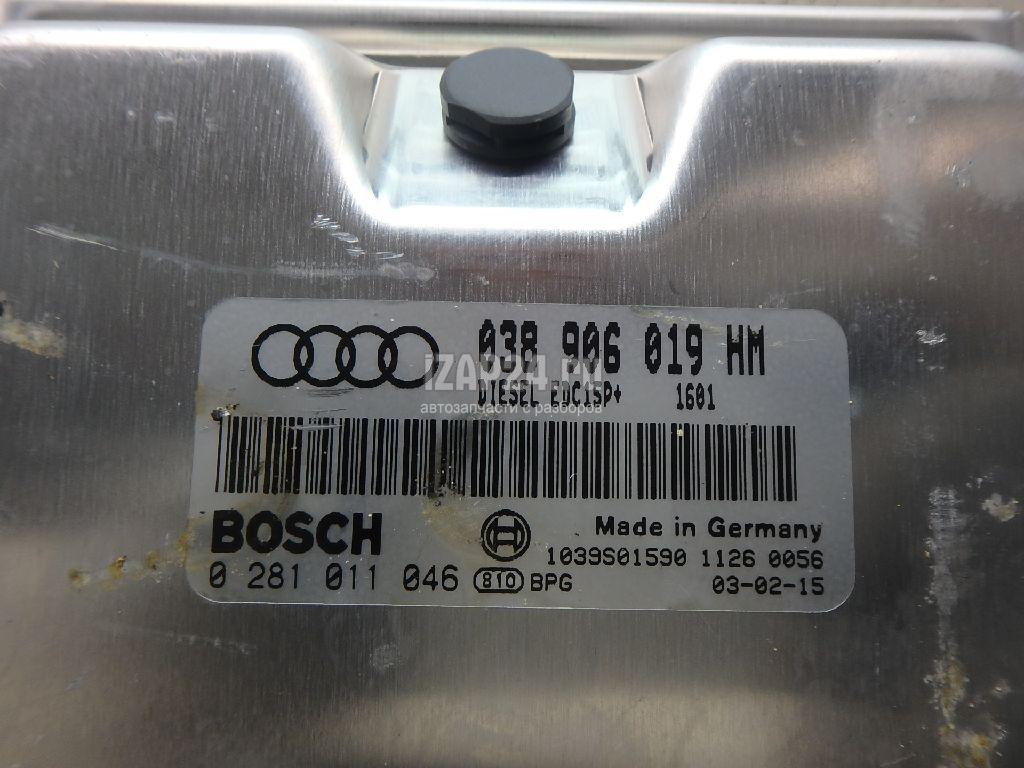 038 906 019 HM
DIESEL EDC15P+ 1601
iZAP24.RU
автозапчасти с разборов
BOSCH
Made in Germany
1039S01590 1126 0056
0 281 011 046 810 BPG 03-02-15